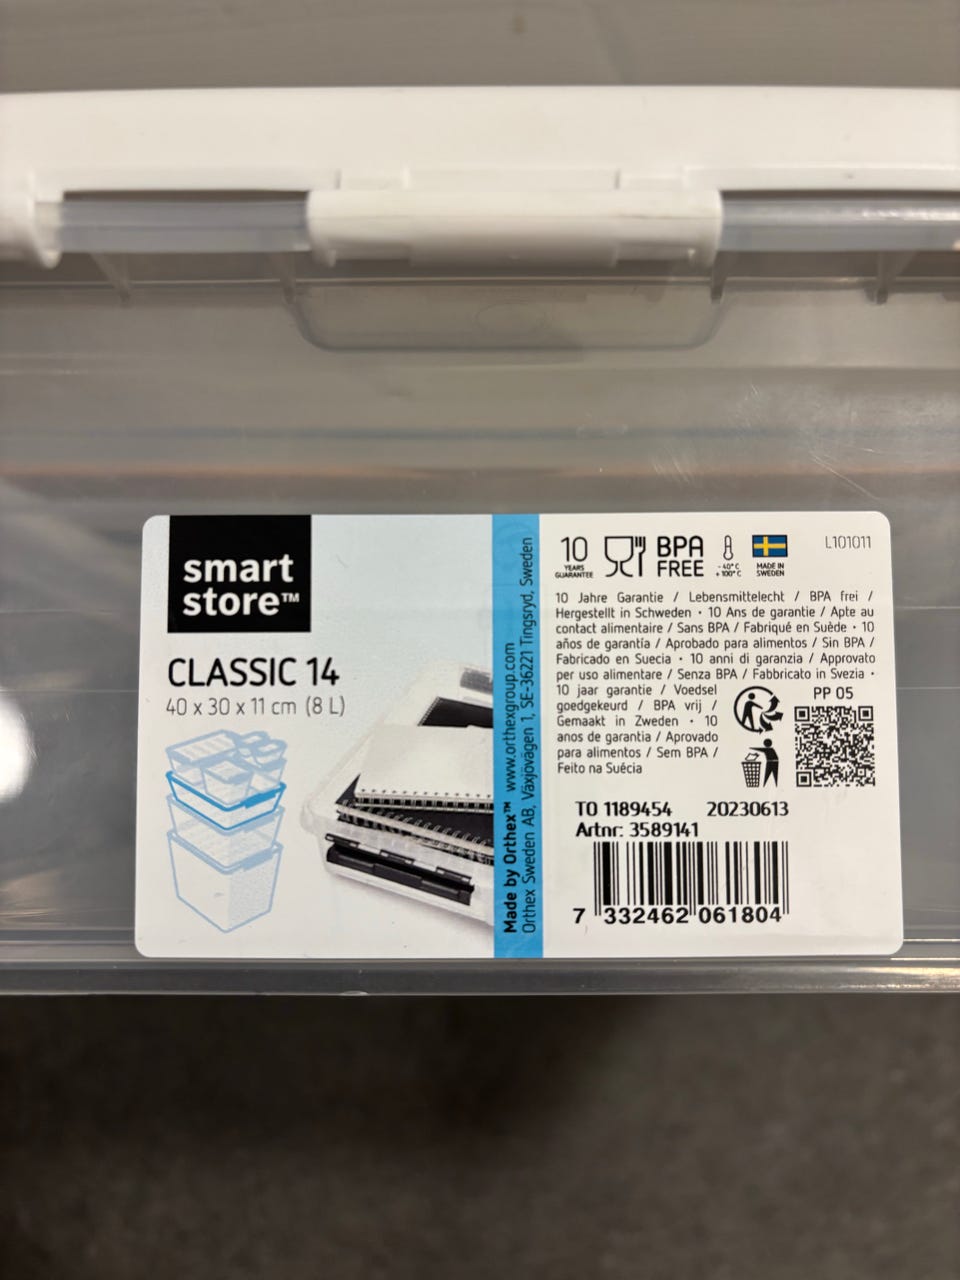 smart
store™
CLASSIC 14
40 x 30 x 11 cm (8 L)
Made by Orthex™ www.orthexgroup.com
Orthex Sweden AB, Växjövägen 1, SE-36221 Tingsryd, Sweden
10
YEARS
GUARANTEE
BPA
FREE
- 40°C
+ 100°C
MADE IN
SWEDEN
L101011
10 Jahre Garantie / Lebensmittelecht / BPA frei /
Hergestellt in Schweden • 10 Ans de garantie / Apte au
contact alimentaire / Sans BPA / Fabriqué en Suède • 10
años de garantía / Aprobado para alimentos / Sin BPA /
Fabricado en Suecia • 10 anni di garanzia / Approvato
per uso alimentare / Senza BPA / Fabbricato in Svezia •
10 jaar garantie / Voedsel
goedgekeurd / BPA vrij /
Gemaakt in Zweden • 10
anos de garantia / Aprovado
para alimentos / Sem BPA /
Feito na Suécia
PP 05
TO 1189454 20230613
Artnr: 3589141
7 332462 061804